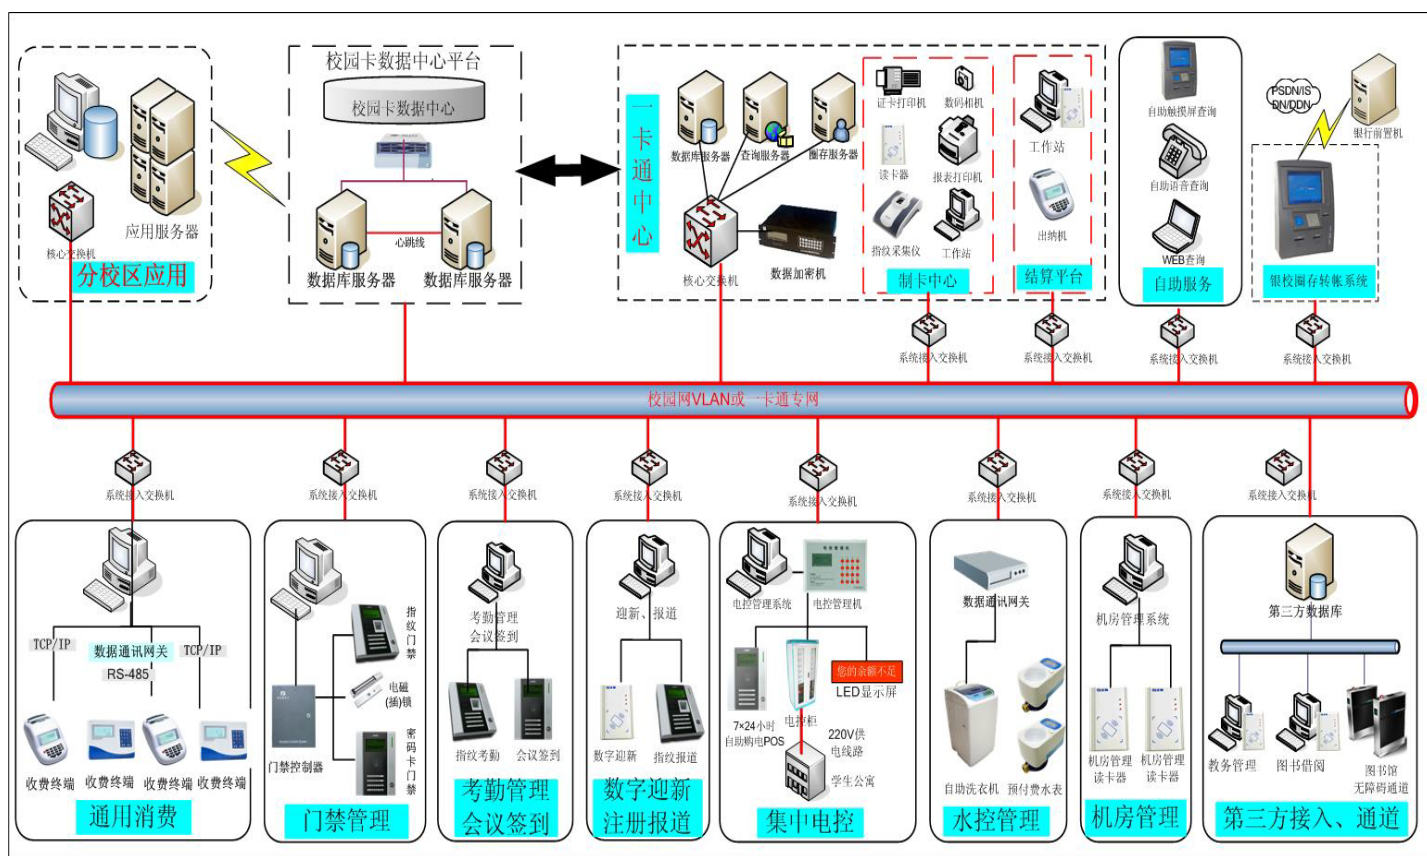 校园卡数据中心平台
校园卡数据中心
心跳线
数据库服务器
数据库服务器
应用服务器
核心交换机
分校区应用
一卡通中心
数据库服务器
查询服务器
圈存服务器
核心交换机
数据加密机
证卡打印机
数码相机
读卡器
报表打印机
指纹采集仪
工作站
制卡中心
工作站
出纳机
结算平台
自助触摸屏查询
自助语音查询
WEB查询
自助服务
PSDN/IS
DN/DDN
银行前置机
银校圈存转帐系统
系统接入交换机
系统接入交换机
系统接入交换机
系统接入交换机
校园网VLAN或一卡通专网
系统接入交换机
系统接入交换机
系统接入交换机
系统接入交换机
系统接入交换机
系统接入交换机
系统接入交换机
系统接入交换机
TCP/IP
数据通讯网关
TCP/IP
RS-485
收费终端
收费终端
收费终端
收费终端
通用消费
指纹门禁
电磁
(插)锁
密码卡门禁
门禁控制器
门禁管理
考勤管理
会议签到
指纹考勤
会议签到
考勤管理
会议签到
迎新、报道
数字迎新
指纹报道
数字迎新
注册报道
电控管理系统
电控管理机
您的余额不足
LED显示屏
7×24小时
自助购电POS
电控柜
220V供
电线路
学生公寓
集中电控
数据通讯网关
自助洗衣机
预付费水表
水控管理
机房管理系统
机房管理
读卡器
机房管理
读卡器
机房管理
第三方数据库
教务管理
图书借阅
图书馆
无障碍通道
第三方接入、通道